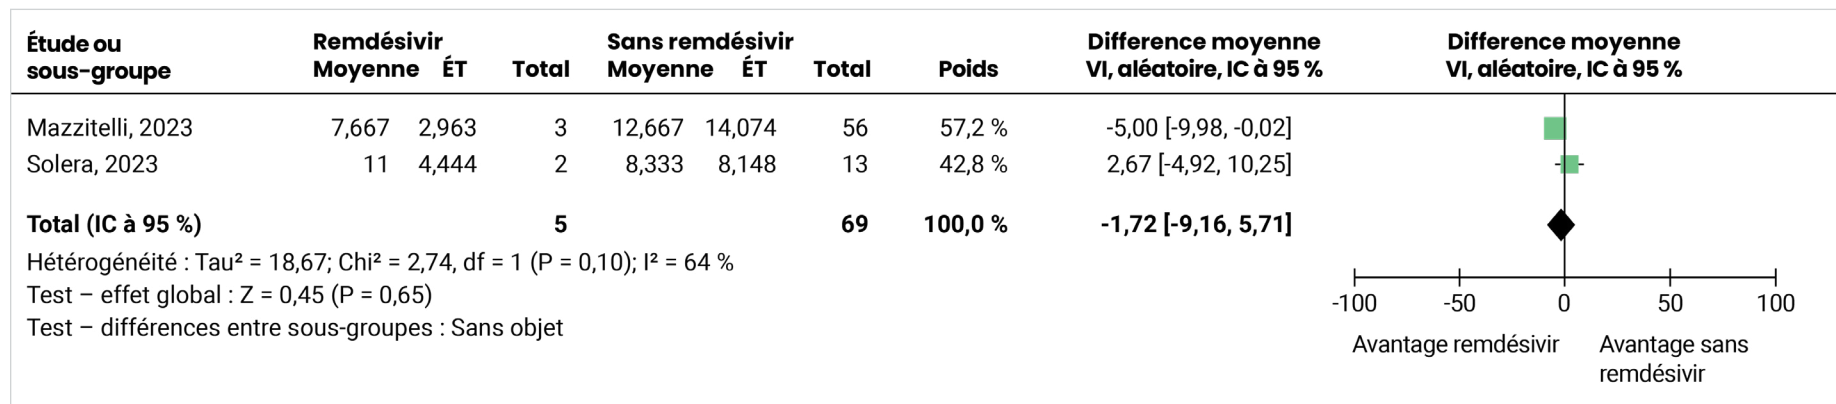 Étude ou sous-groupe Remdésivir Moyenne ÉT Total Sans remdésivir Moyenne ÉT Total Poids Difference moyenne VI, aléatoire, IC à 95 % Difference moyenne VI, aléatoire, IC à 95 %
Mazzitelli, 2023 7,667 2,963 3 12,667 14,074 56 57,2 % -5,00 [-9,98, -0,02]
Solera, 2023 11 4,444 2 8,333 8,148 13 42,8 % 2,67 [-4,92, 10,25]
Total (IC à 95 %) 5 69 100,0 % -1,72 [-9,16, 5,71]
Hétérogénéité : Tau² = 18,67; Chi² = 2,74, df = 1 (P = 0,10); I² = 64 %
Test – effet global : Z = 0,45 (P = 0,65)
Test – différences entre sous-groupes : Sans objet
-100 -50 0 50 100
Avantage remdésivir Avantage sans
remdésivir